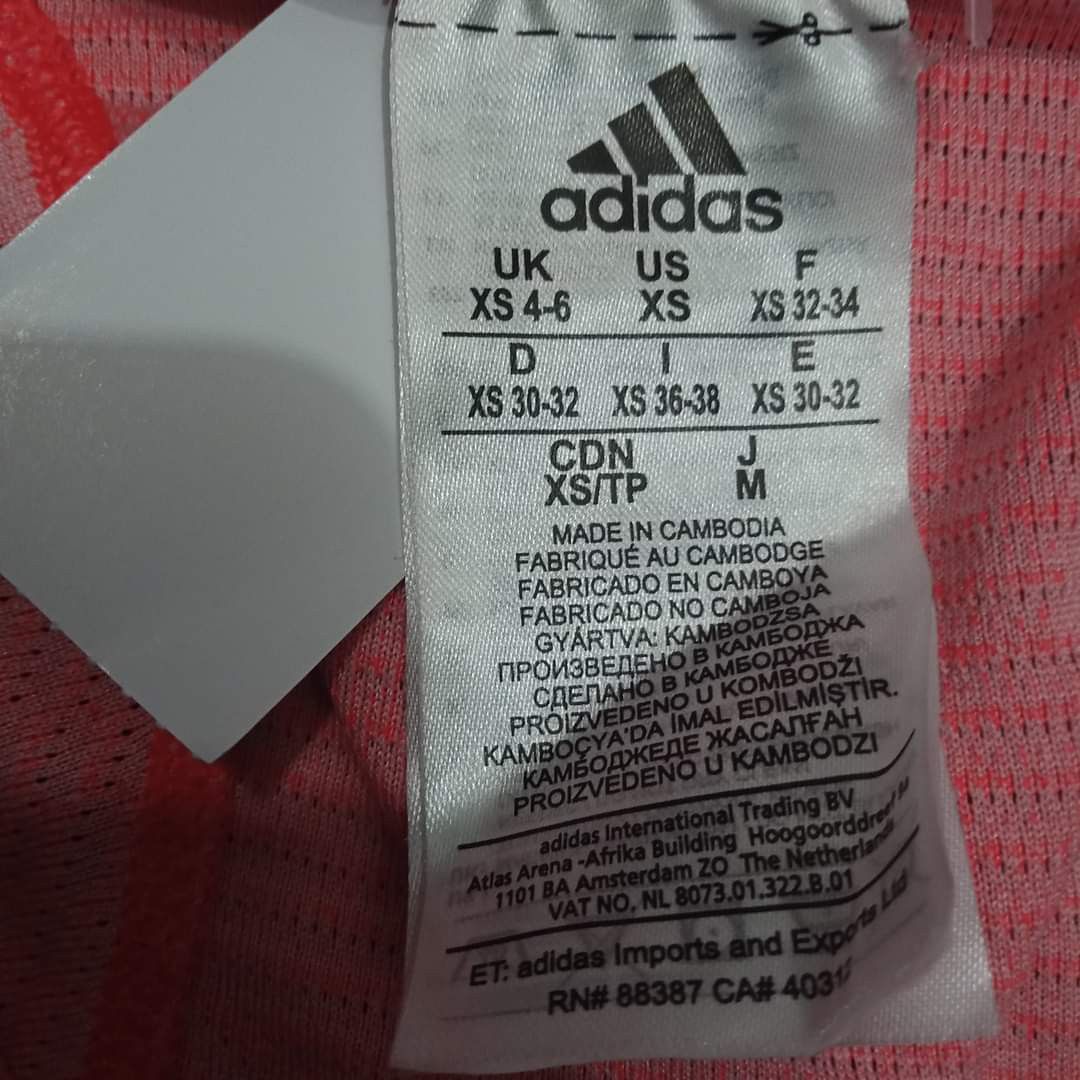 adidas
UK US F
XS 4-6 XS XS 32-34
D I E
XS 30-32 XS 36-38 XS 30-32
CDN J
XS/TP M
MADE IN CAMBODIA
FABRIQUÉ AU CAMBODGE
FABRICADO EN CAMBOYA
FABRICADO NO CAMBOJA
GYÁRTVA: KAMBODZSA
ПРОИЗВЕДЕНО В КАМБОДЖА
СДЕЛАНО В КАМБОДЖЕ
PROIZVEDENO U KOMBODŽI
KAMBOÇYA'DA İMAL EDİLMİŞTİR.
КАМБОДЖЕДЕ ЖАСАЛҒАН
PROIZVEDENO U KAMBODZI
adidas International Trading BV
Atlas Arena -Afrika Building Hoogoorddreef
1101 BA Amsterdam ZO The Netherlands
VAT NO. NL 8073.01.322.B.01
ET: adidas Imports and Exports Ltd
RN# 88387 CA#